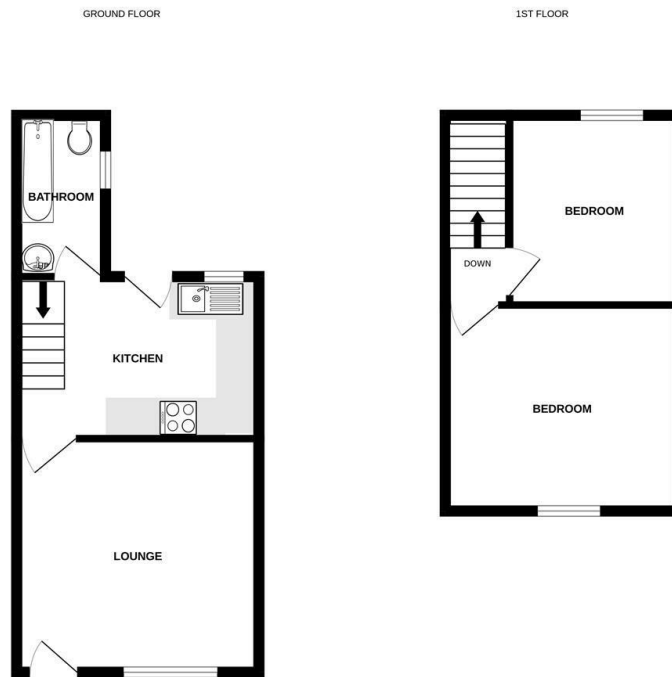 GROUND FLOOR
1ST FLOOR
BATHROOM
KITCHEN
LOUNGE
BEDROOM
DOWN
BEDROOM